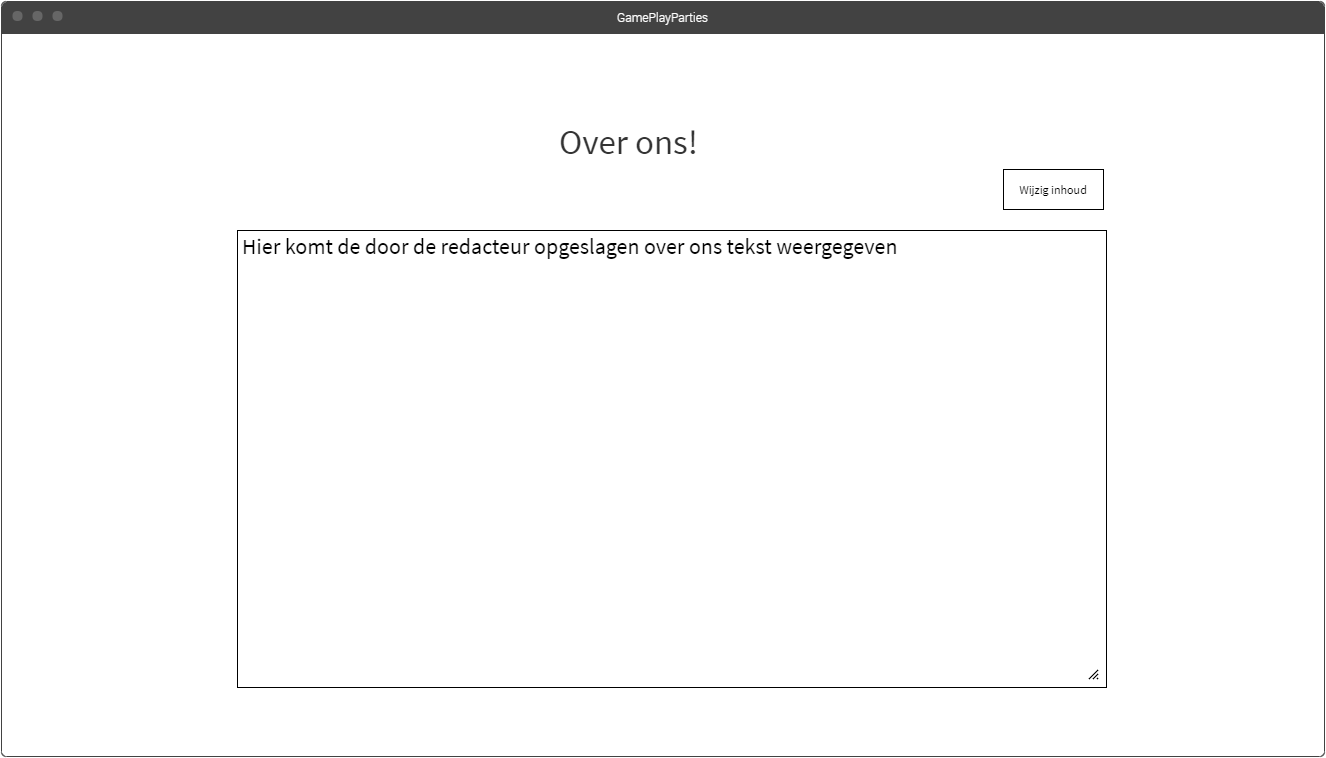 GamePlayParties
Over ons!
Wijzig inhoud
Hier komt de door de redacteur opgeslagen over ons tekst weergegeven